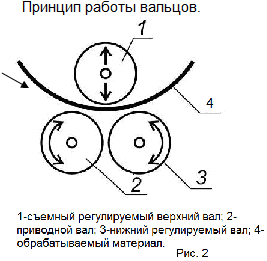 Принцип работы вальцов.
1
4
2
3
1-съемный регулируемый верхний вал; 2-
приводной вал: 3-нижний регулируемый вал; 4-
обрабатываемый материал.
Рис. 2